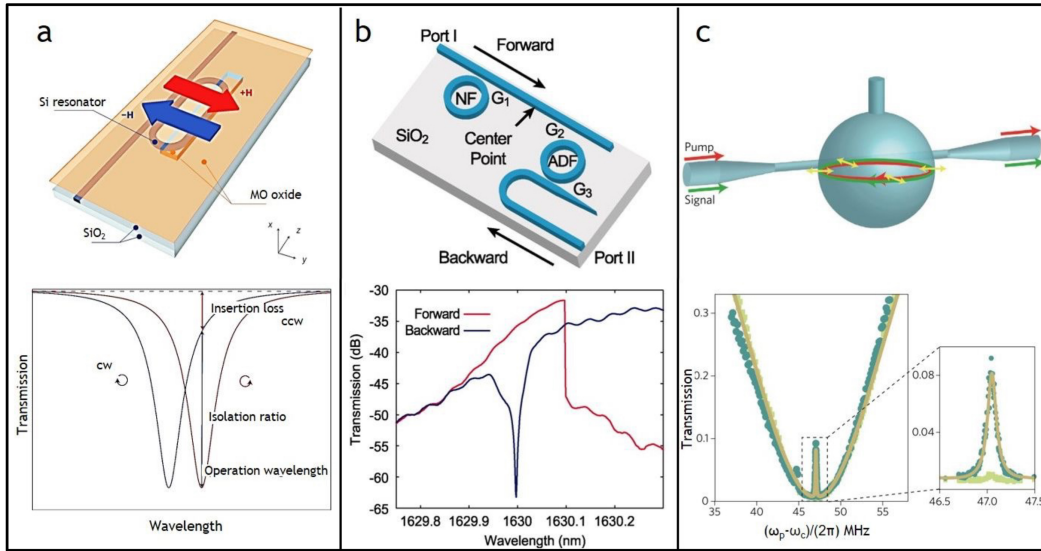 a
+H
Si resonator
-H
MO oxide
SiO2
x
z
y
Insertion loss
ccw
cw
Isolation ratio
Operation wavelength
Transmission
Wavelength
b
Port I
Forward
NF
G1
G2
SiO2
Center
Point
ADF
G3
Backward
Port II
-30
Forward
Backward
-35
-40
-45
-50
-55
-60
-65
Transmission (dB)
1629.8 1629.9 1630 1630.1 1630.2
Wavelength (nm)
c
Pump
Signal
0.3
0.2
0.1
0
Transmission
35 40 45 50 55
(ωp-ωc)/(2π) MHz
0.08
0.04
46.5 47.0 47.5